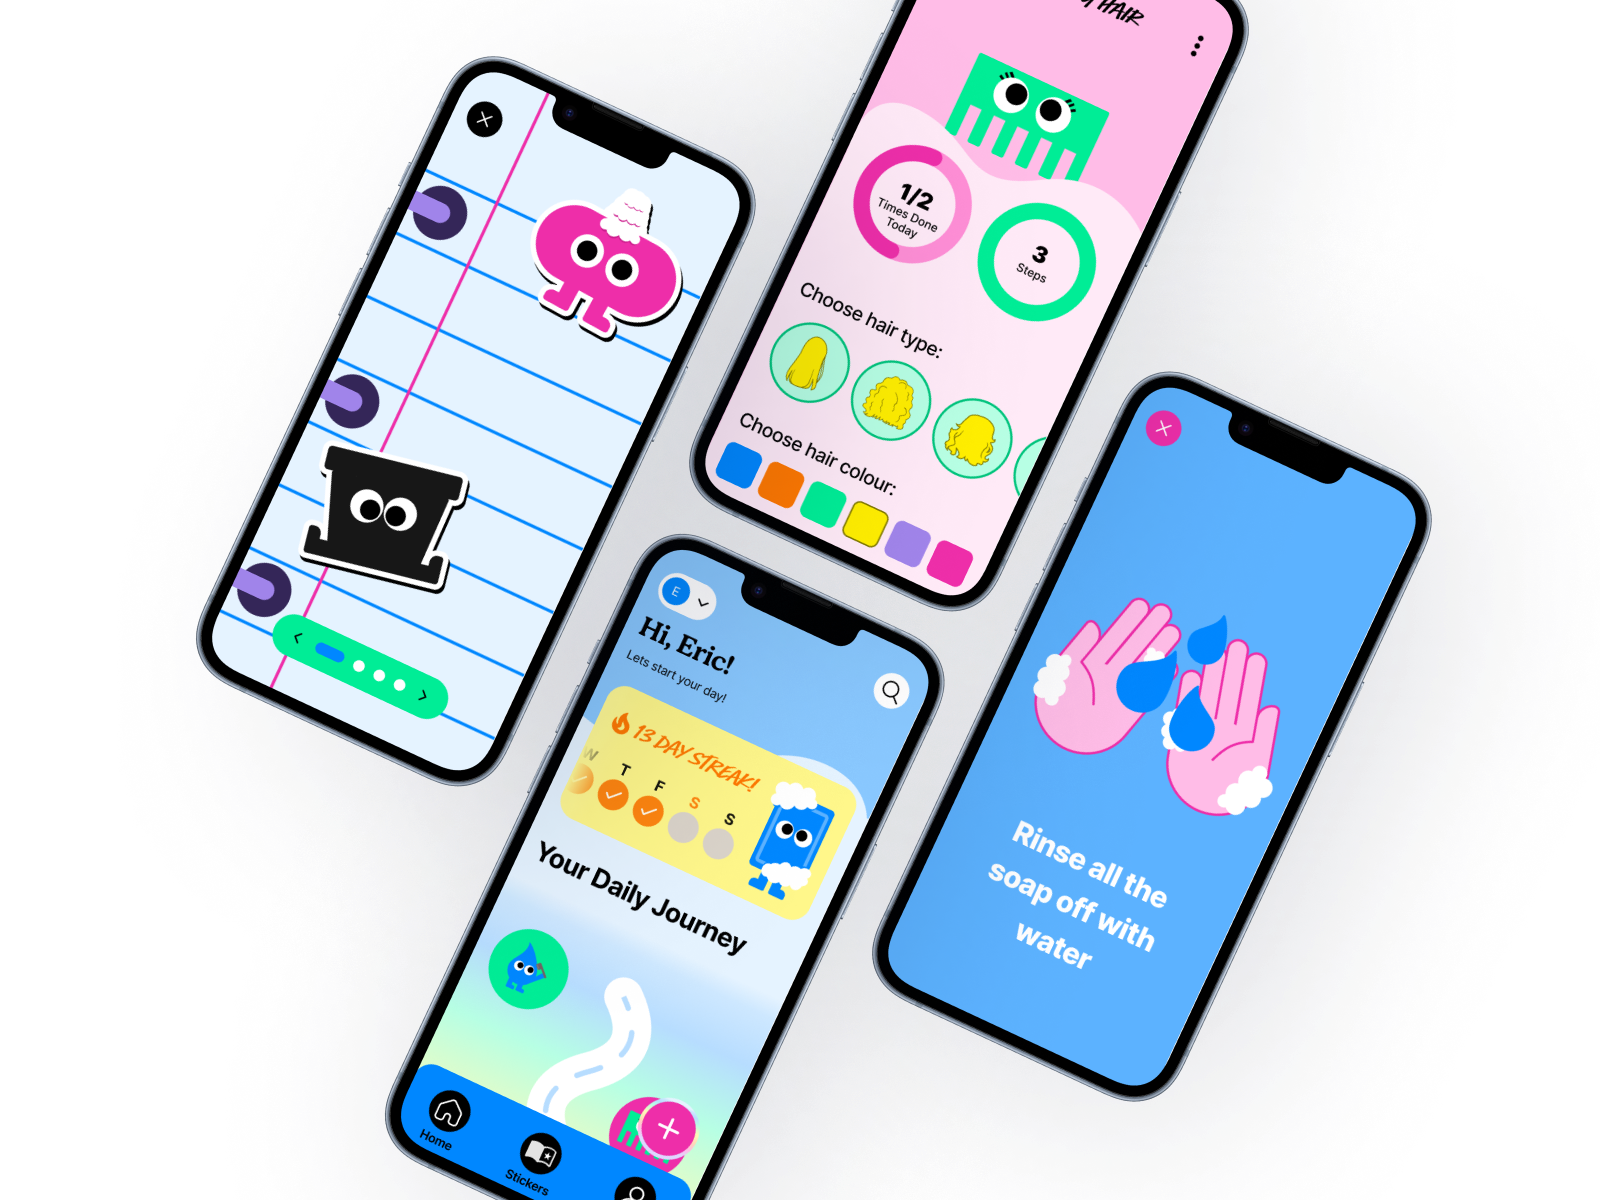 HAIR
1/2
Times Done
Today
3
Steps
Choose hair type:
Choose hair colour:
E
Hi, Eric!
Lets start your day!
13 DAY STREAK!
W T F S S
Your Daily Journey
Home
Stickers
Rinse all the
soap off with
water